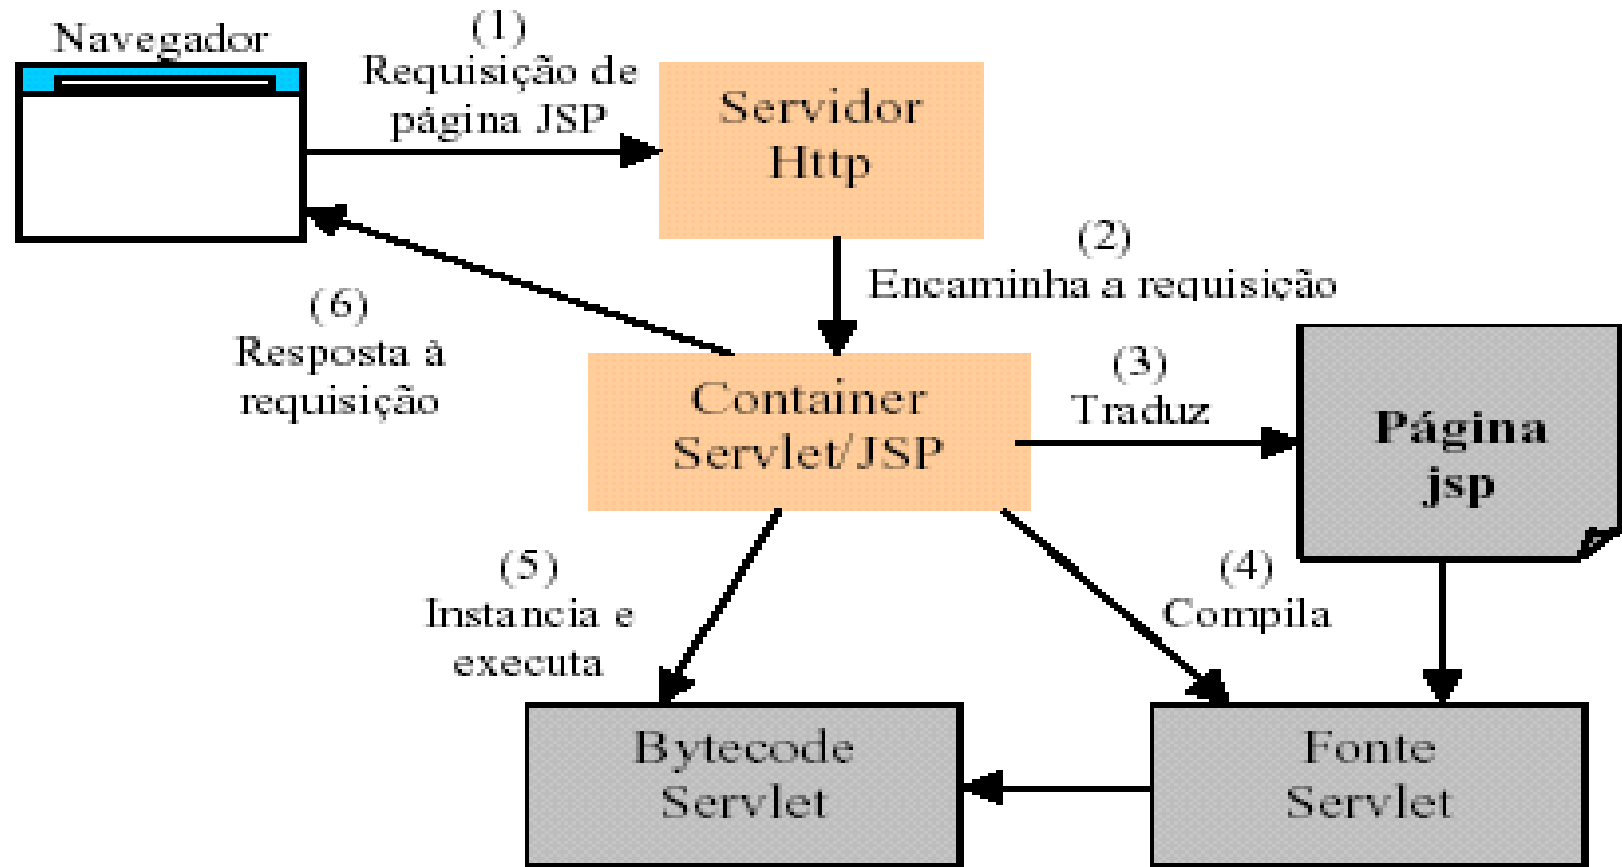 Navegador
(1)
Requisição de
página JSP
Servidor
Http
(2)
Encaminha a requisição
(6)
Resposta à
requisição
Container
Servlet/JSP
(3)
Traduz
Página
jsp
(5)
Instancia e
executa
(4)
Compila
Bytecode
Servlet
Fonte
Servlet